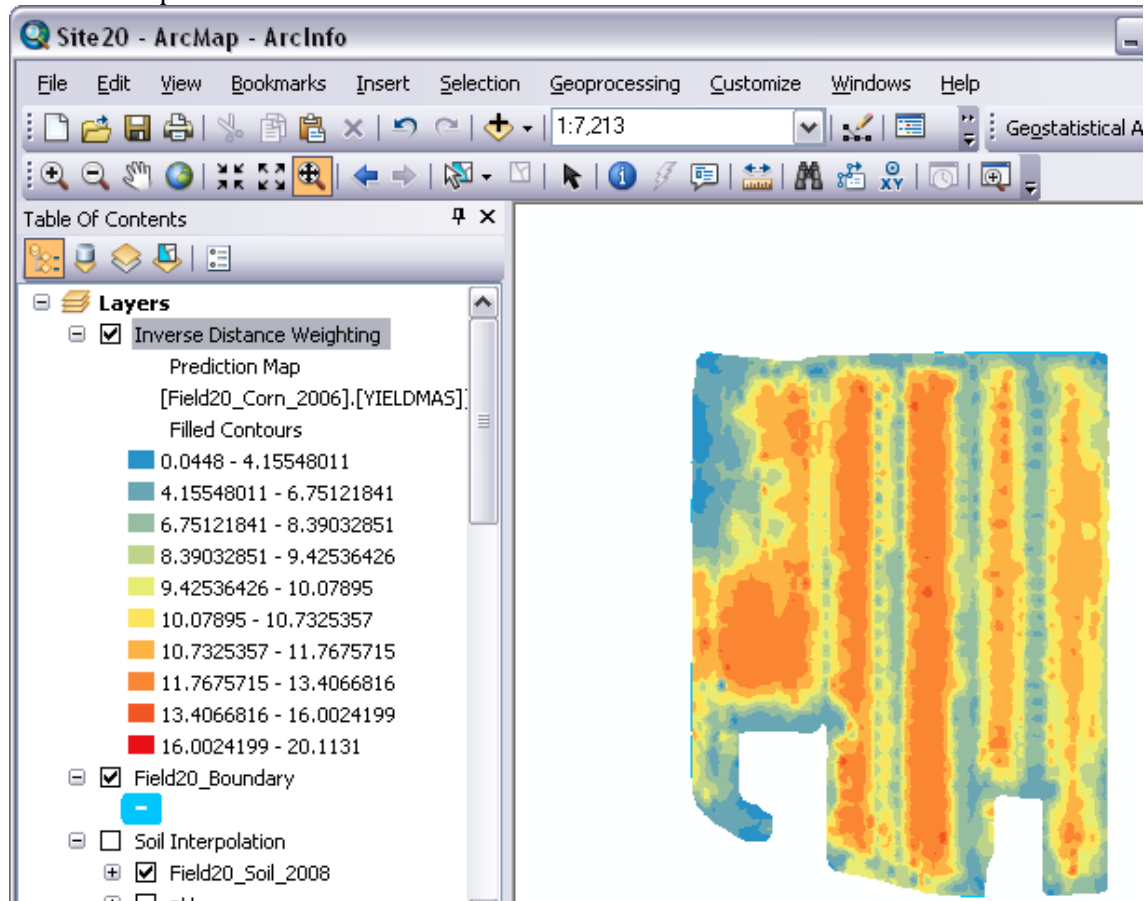 Site20 - ArcMap - ArcInfo
File Edit View Bookmarks Insert Selection Geoprocessing Customize Windows Help
1:7,213
Geostatistical A
XY
Table Of Contents
Layers
Inverse Distance Weighting
Prediction Map
[Field20_Corn_2006].[YIELDMAS]
Filled Contours
0.0448 - 4.15548011
4.15548011 - 6.75121841
6.75121841 - 8.39032851
8.39032851 - 9.42536426
9.42536426 - 10.07895
10.07895 - 10.7325357
10.7325357 - 11.7675715
11.7675715 - 13.4066816
13.4066816 - 16.0024199
16.0024199 - 20.1131
Field20_Boundary
Soil Interpolation
Field20_Soil_2008